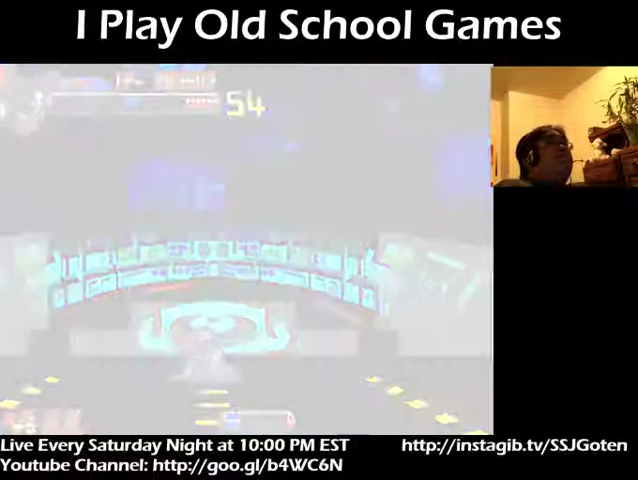 I Play Old School Games
54
Live Every Saturday Night at 10:00 PM EST
http://instagib.tv/SSJGoten
Youtube Channel: http://goo.gl/b4WC6N